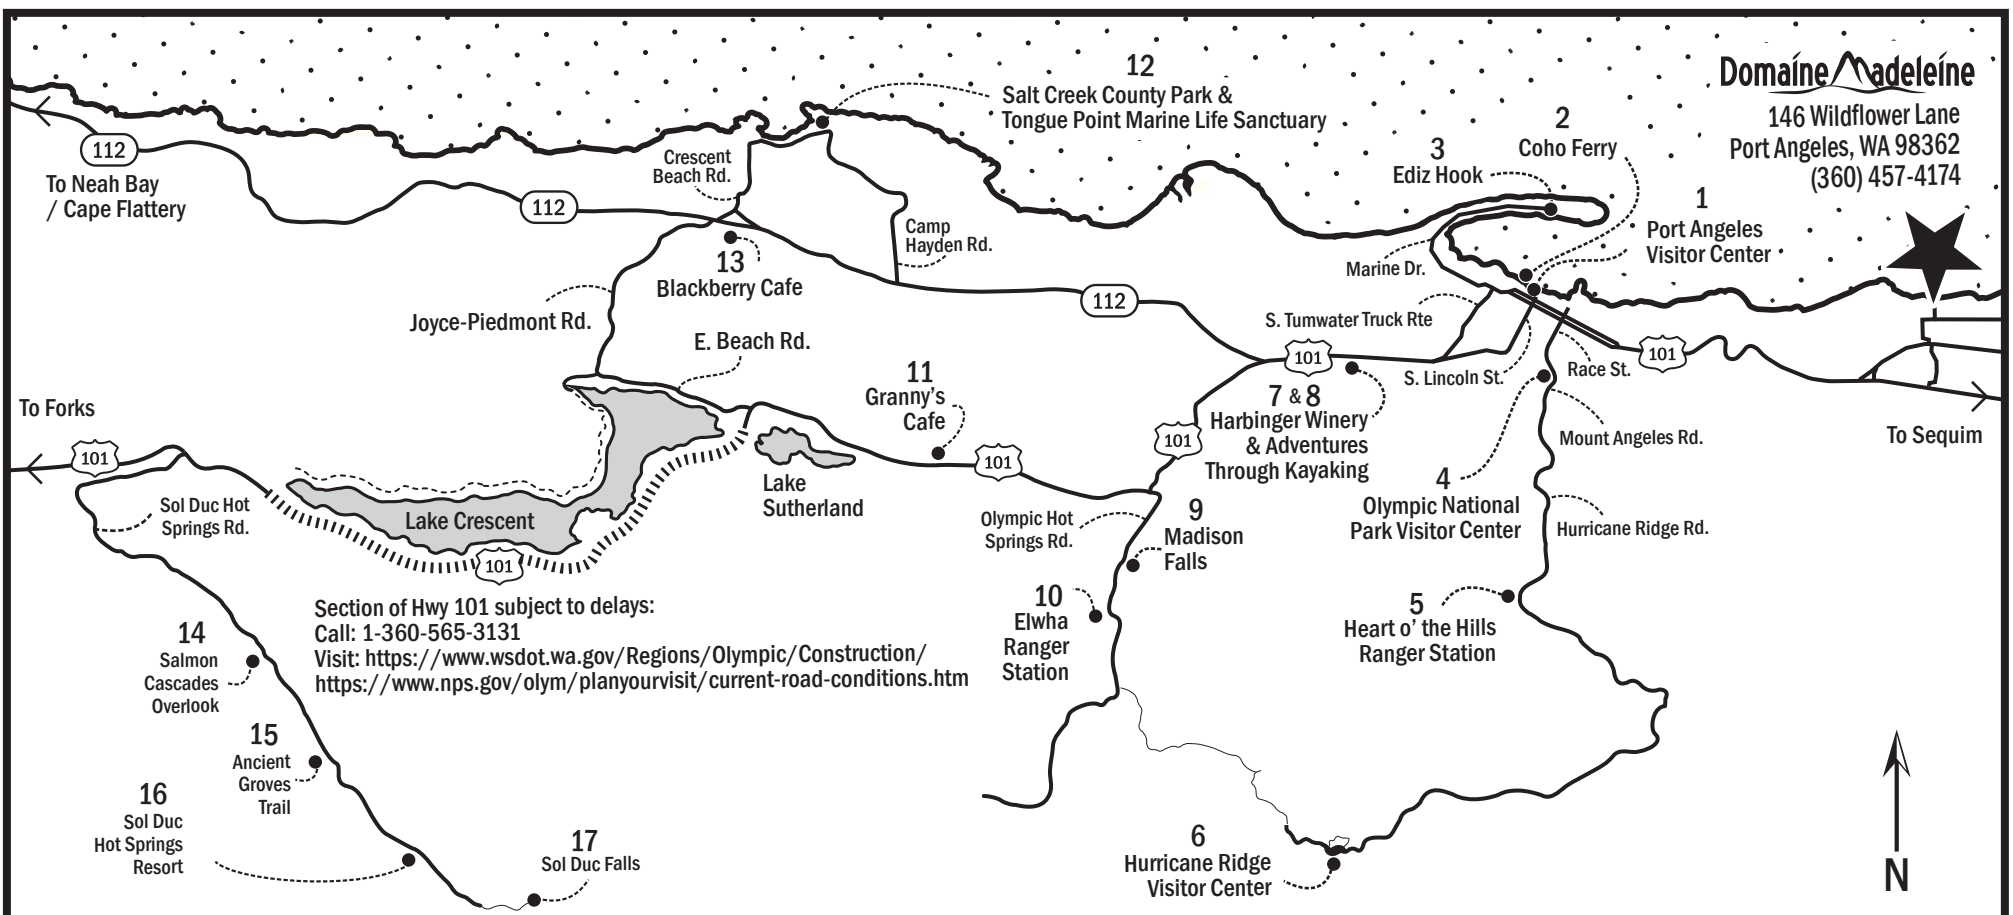 Domaine Madeleine
146 Wildflower Lane
Port Angeles, WA 98362
(360) 457-4174
12
Salt Creek County Park &
Tongue Point Marine Life Sanctuary
2
Coho Ferry
3
Ediz Hook
1
Port Angeles
Visitor Center
112
To Neah Bay
/ Cape Flattery
112
Crescent
Beach Rd.
Camp
Hayden Rd.
13
Blackberry Cafe
112
Marine Dr.
S. Tumwater Truck Rte
Joyce-Piedmont Rd.
E. Beach Rd.
101
101
S. Lincoln St.
Race St.
11
Granny's
Cafe
7 & 8
Harbinger Winery
& Adventures
Through Kayaking
To Forks
101
To Sequim
Mount Angeles Rd.
101
101
Lake
Sutherland
4
Olympic National
Park Visitor Center
Sol Duc Hot
Springs Rd.
Lake Crescent
101
Olympic Hot
Springs Rd.
9
Madison
Falls
Hurricane Ridge Rd.
Section of Hwy 101 subject to delays:
Call: 1-360-565-3131
Visit: https://www.wsdot.wa.gov/Regions/Olympic/Construction/
https://www.nps.gov/olym/planyourvisit/current-road-conditions.htm
10
Elwha
Ranger
Station
5
Heart o' the Hills
Ranger Station
14
Salmon
Cascades
Overlook
15
Ancient
Groves
Trail
16
Sol Duc
Hot Springs
Resort
17
Sol Duc Falls
6
Hurricane Ridge
Visitor Center
N